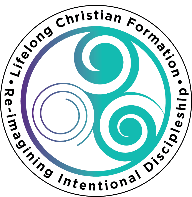 • Lifelong Christian Formation •
Re-imagining Intentional Discipleship